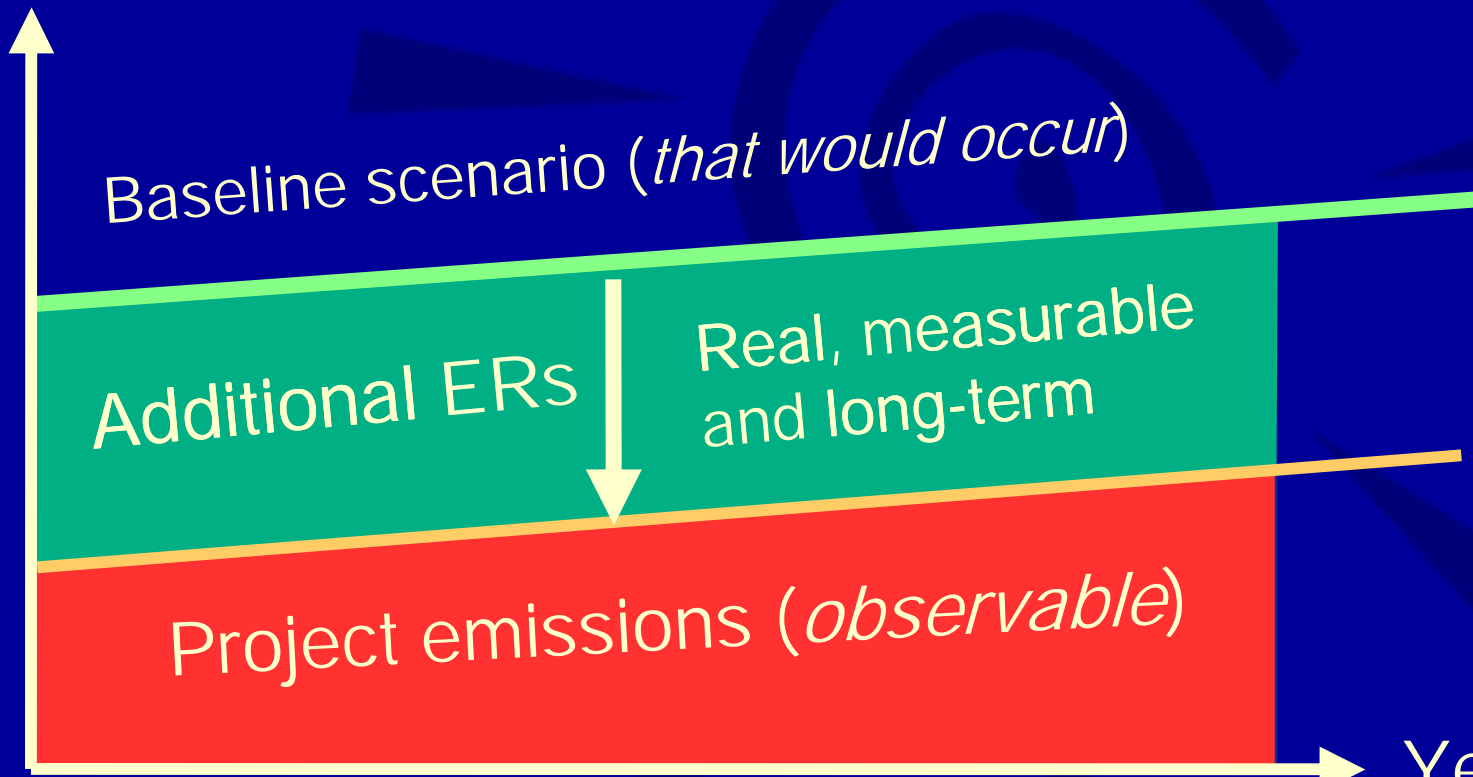 Baseline scenario (that would occur)
Additional ERs
Real, measurable
and long-term
Project emissions (observable)